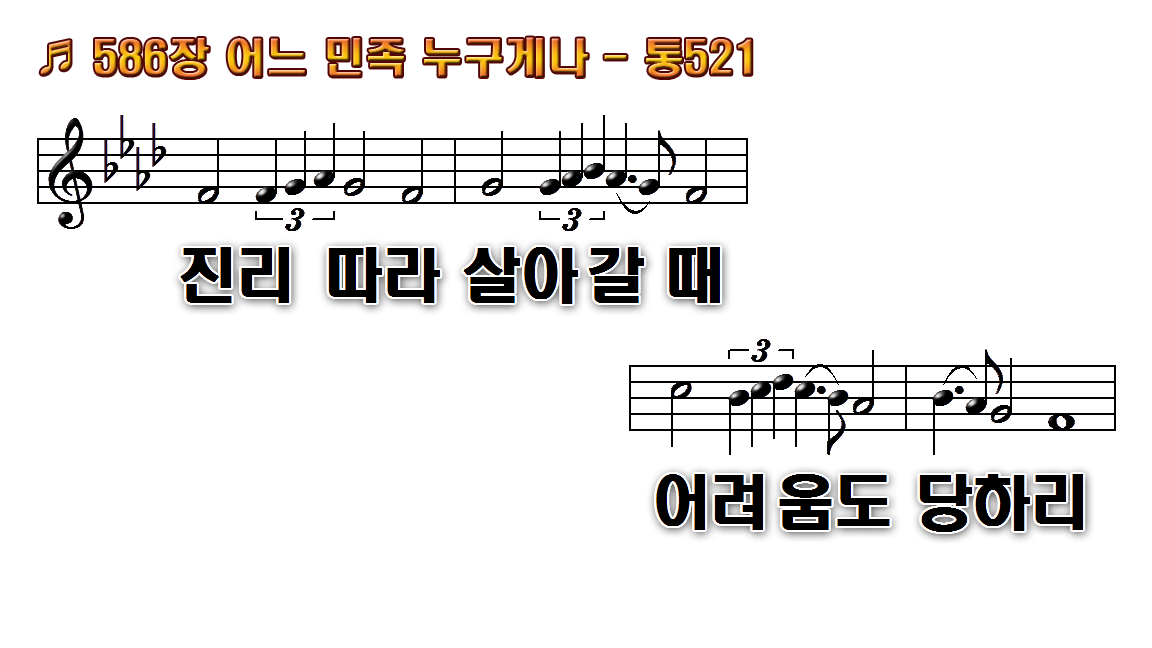 ♬ 586장 어느 민족 누구게나 - 통521
3 3
진리 따라 살아갈 때
3
어려움도 당하리